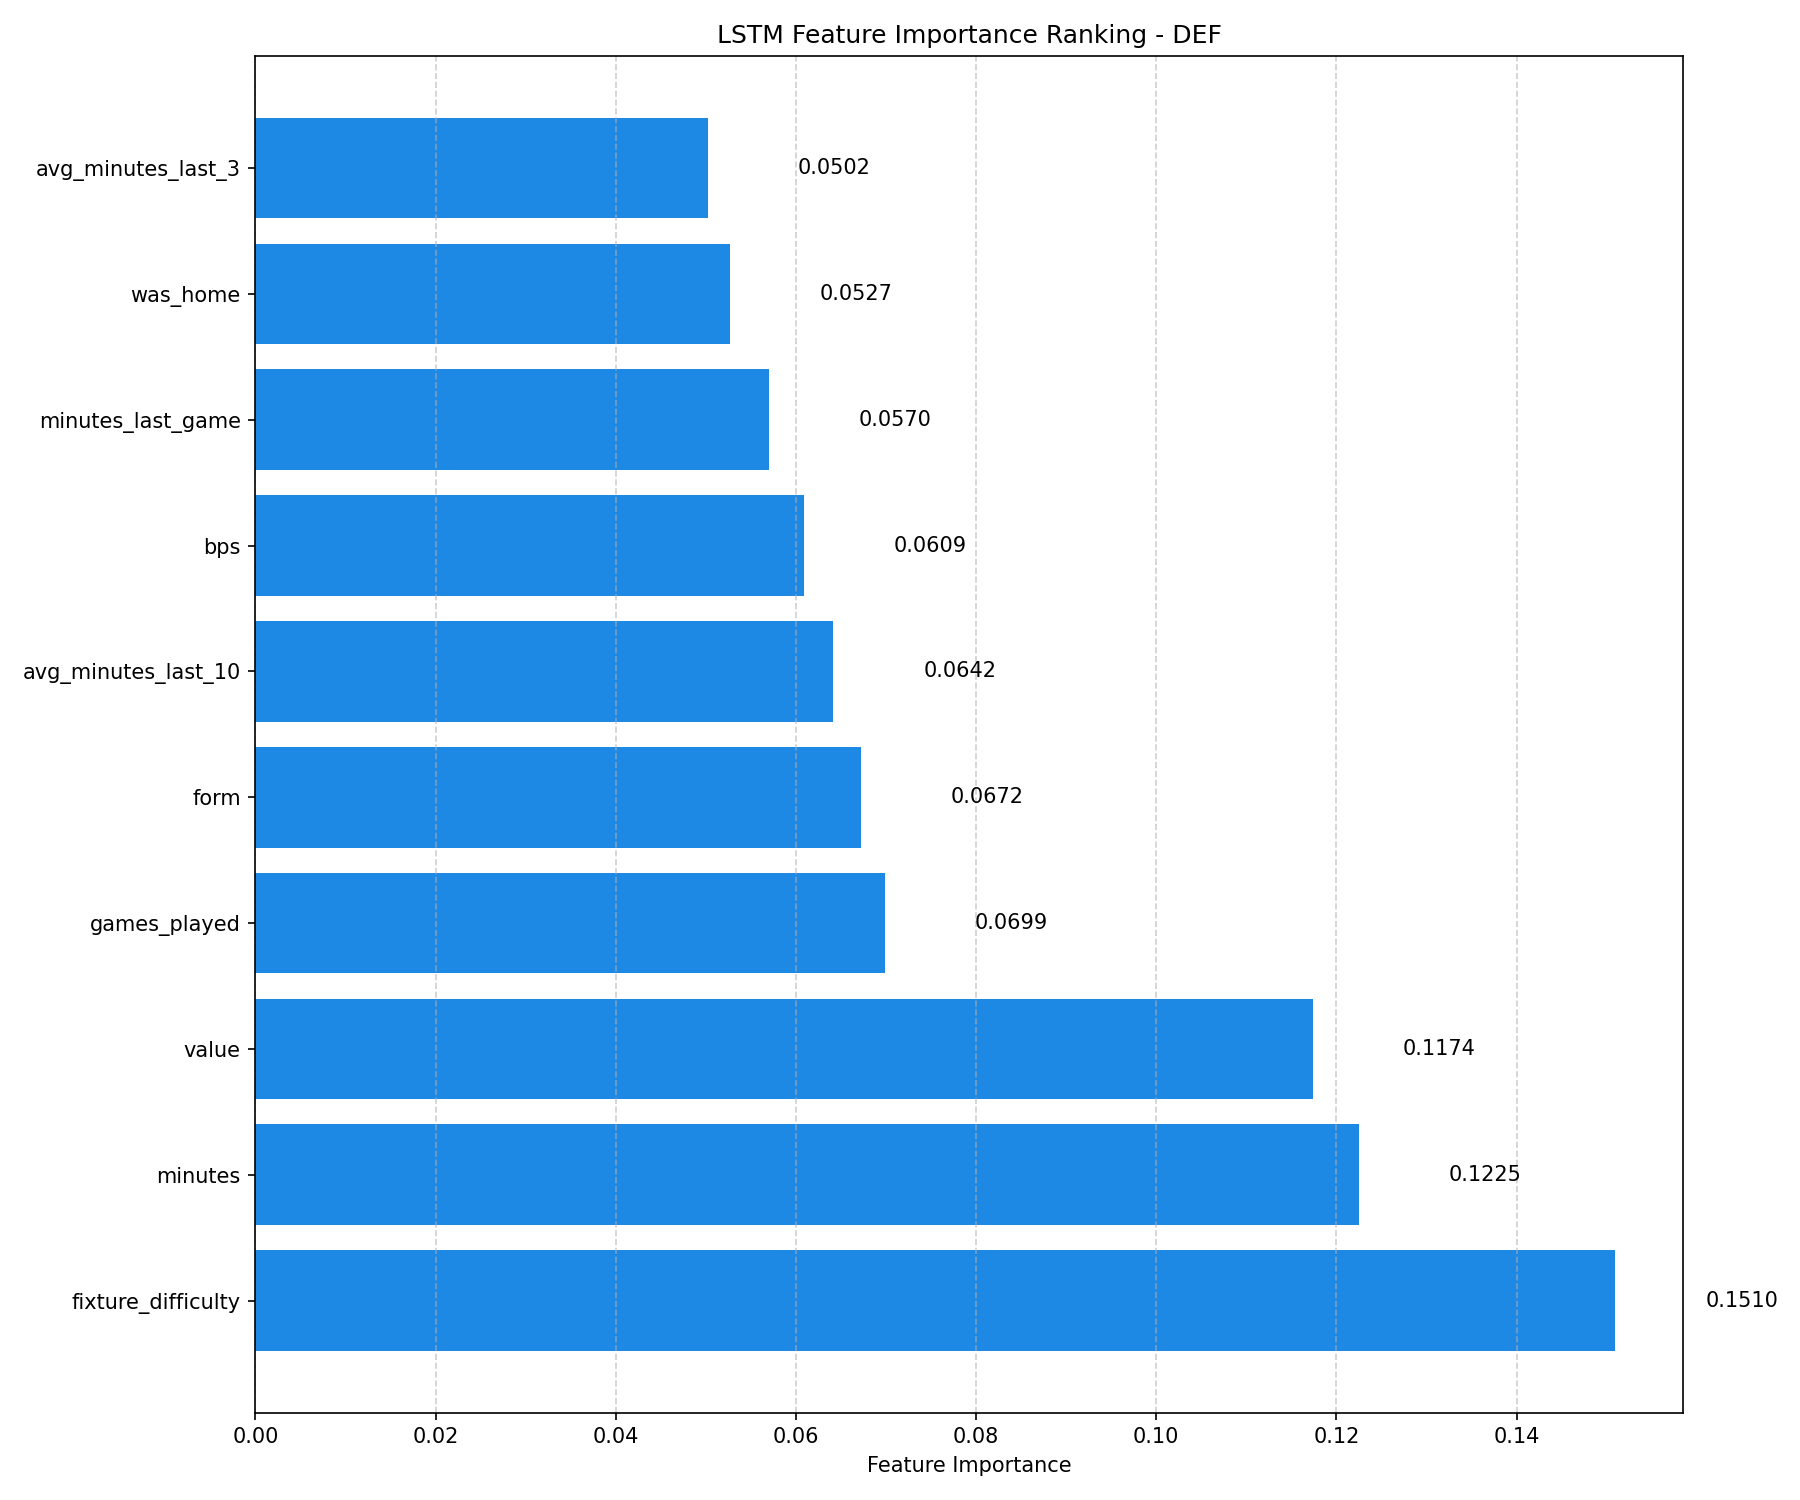 LSTM Feature Importance Ranking - DEF
avg_minutes_last_3 0.0502
was_home 0.0527
minutes_last_game 0.0570
bps 0.0609
avg_minutes_last_10 0.0642
form 0.0672
games_played 0.0699
value 0.1174
minutes 0.1225
fixture_difficulty 0.1510
0.00 0.02 0.04 0.06 0.08 0.10 0.12 0.14
Feature Importance